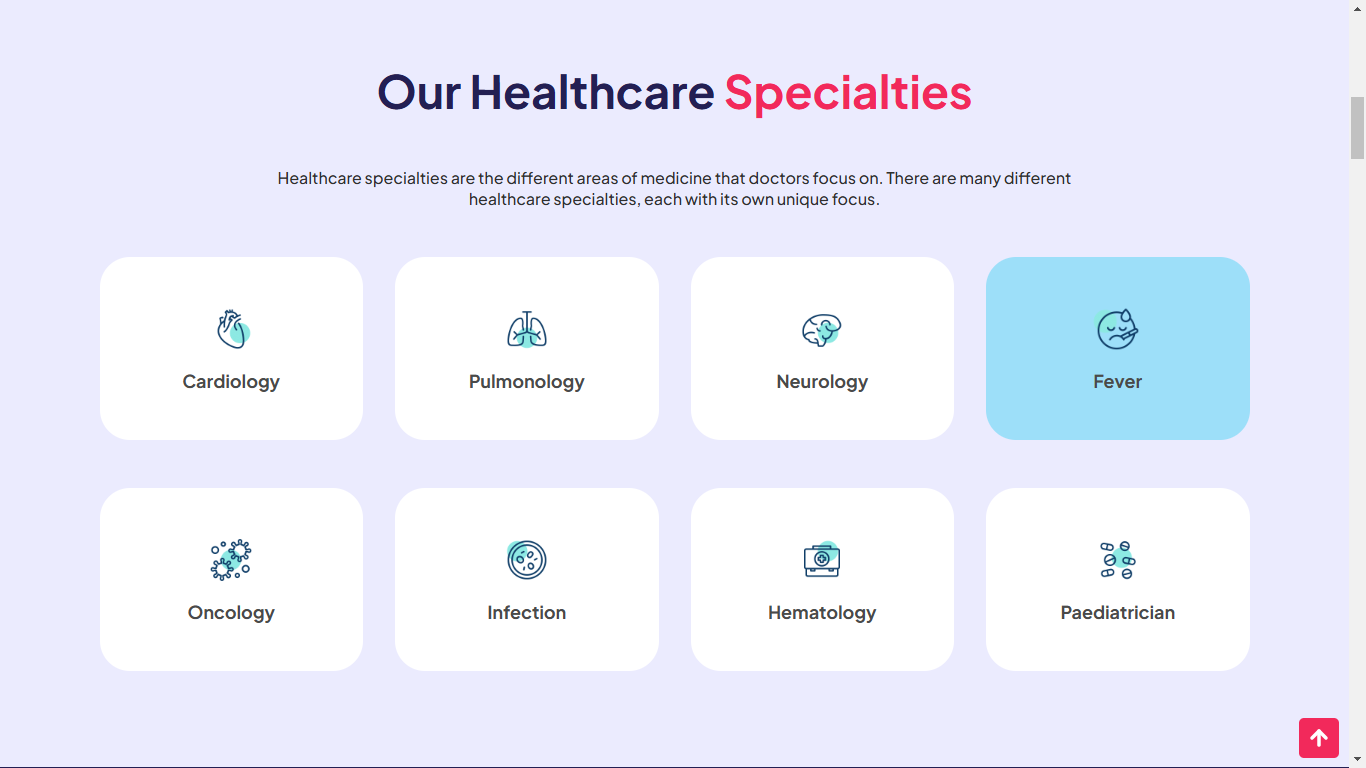 Our Healthcare Specialties
Healthcare specialties are the different areas of medicine that doctors focus on. There are many different
healthcare specialties, each with its own unique focus.
Cardiology
Pulmonology
Neurology
Fever
Oncology
Infection
Hematology
Paediatrician